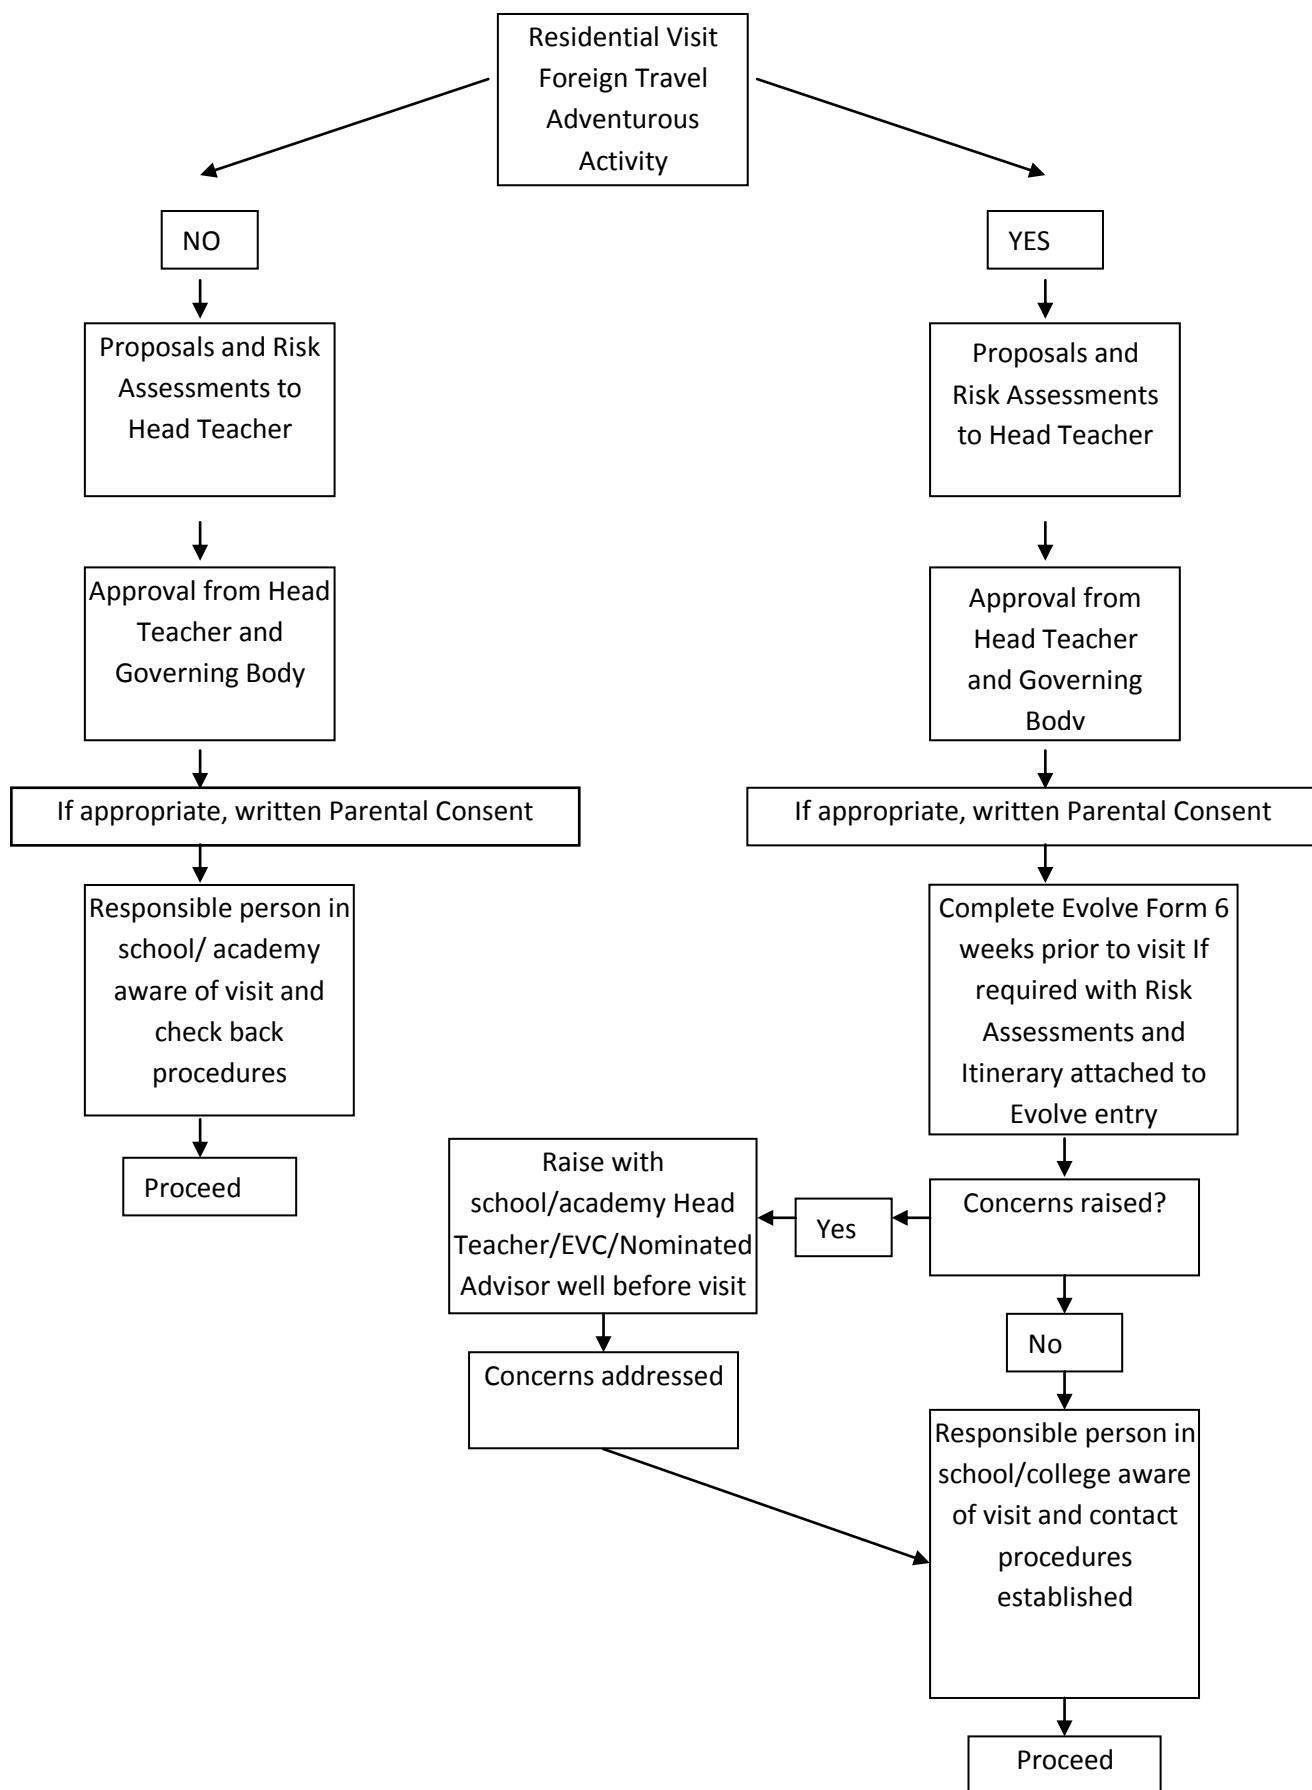 Residential Visit
Foreign Travel
Adventurous
Activity
NO
YES
Proposals and Risk
Assessments to
Head Teacher
Proposals and
Risk Assessments
to Head Teacher
Approval from Head
Teacher and
Governing Body
Approval from
Head Teacher
and Governing
Body
If appropriate, written Parental Consent
If appropriate, written Parental Consent
Responsible person in
school/ academy
aware of visit and
check back
procedures
Complete Evolve Form 6
weeks prior to visit If
required with Risk
Assessments and
Itinerary attached to
Evolve entry
Proceed
Raise with
school/academy Head
Teacher/EVC/Nominated
Advisor well before visit
Yes
Concerns raised?
No
Concerns addressed
Responsible person in
school/college aware
of visit and contact
procedures
established
Proceed